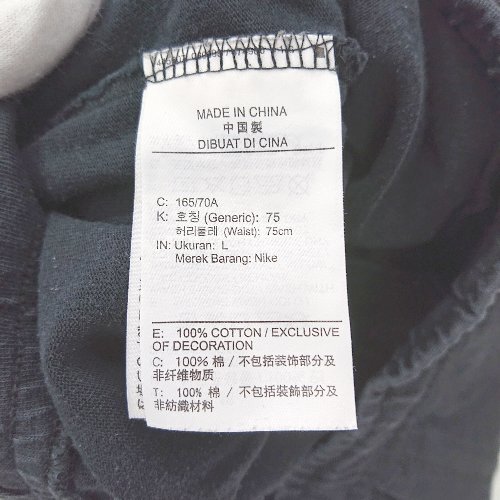 MADE IN CHINA
中国製
DIBUAT DI CINA
C: 165/70A
K: 호칭 (Generic): 75
허리둘레 (Waist): 75cm
IN: Ukuran: L
Merek Barang: Nike
E: 100% COTTON / EXCLUSIVE
OF DECORATION
C: 100% 棉 / 不包括装饰部分及
非纤维物质
T: 100% 棉 / 不包括裝飾部分及
非紡織材料